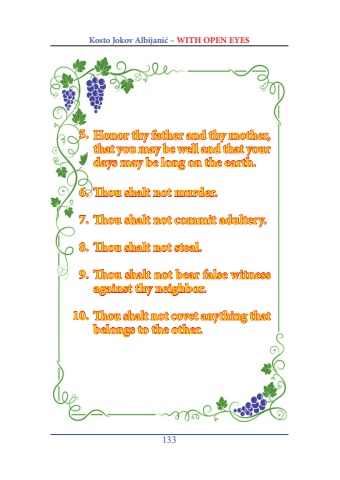 Kosto Jokov Albijanić – WITH OPEN EYES
5. Honor thy father and thy mother,
that you may be well and that your
days may be long on the earth.
6. Thou shalt not murder.
7. Thou shalt not commit adultery.
8. Thou shalt not steal.
9. Thou shalt not bear false witness
against thy neighbor.
10. Thou shalt not covet anything that
belongs to the other.
133